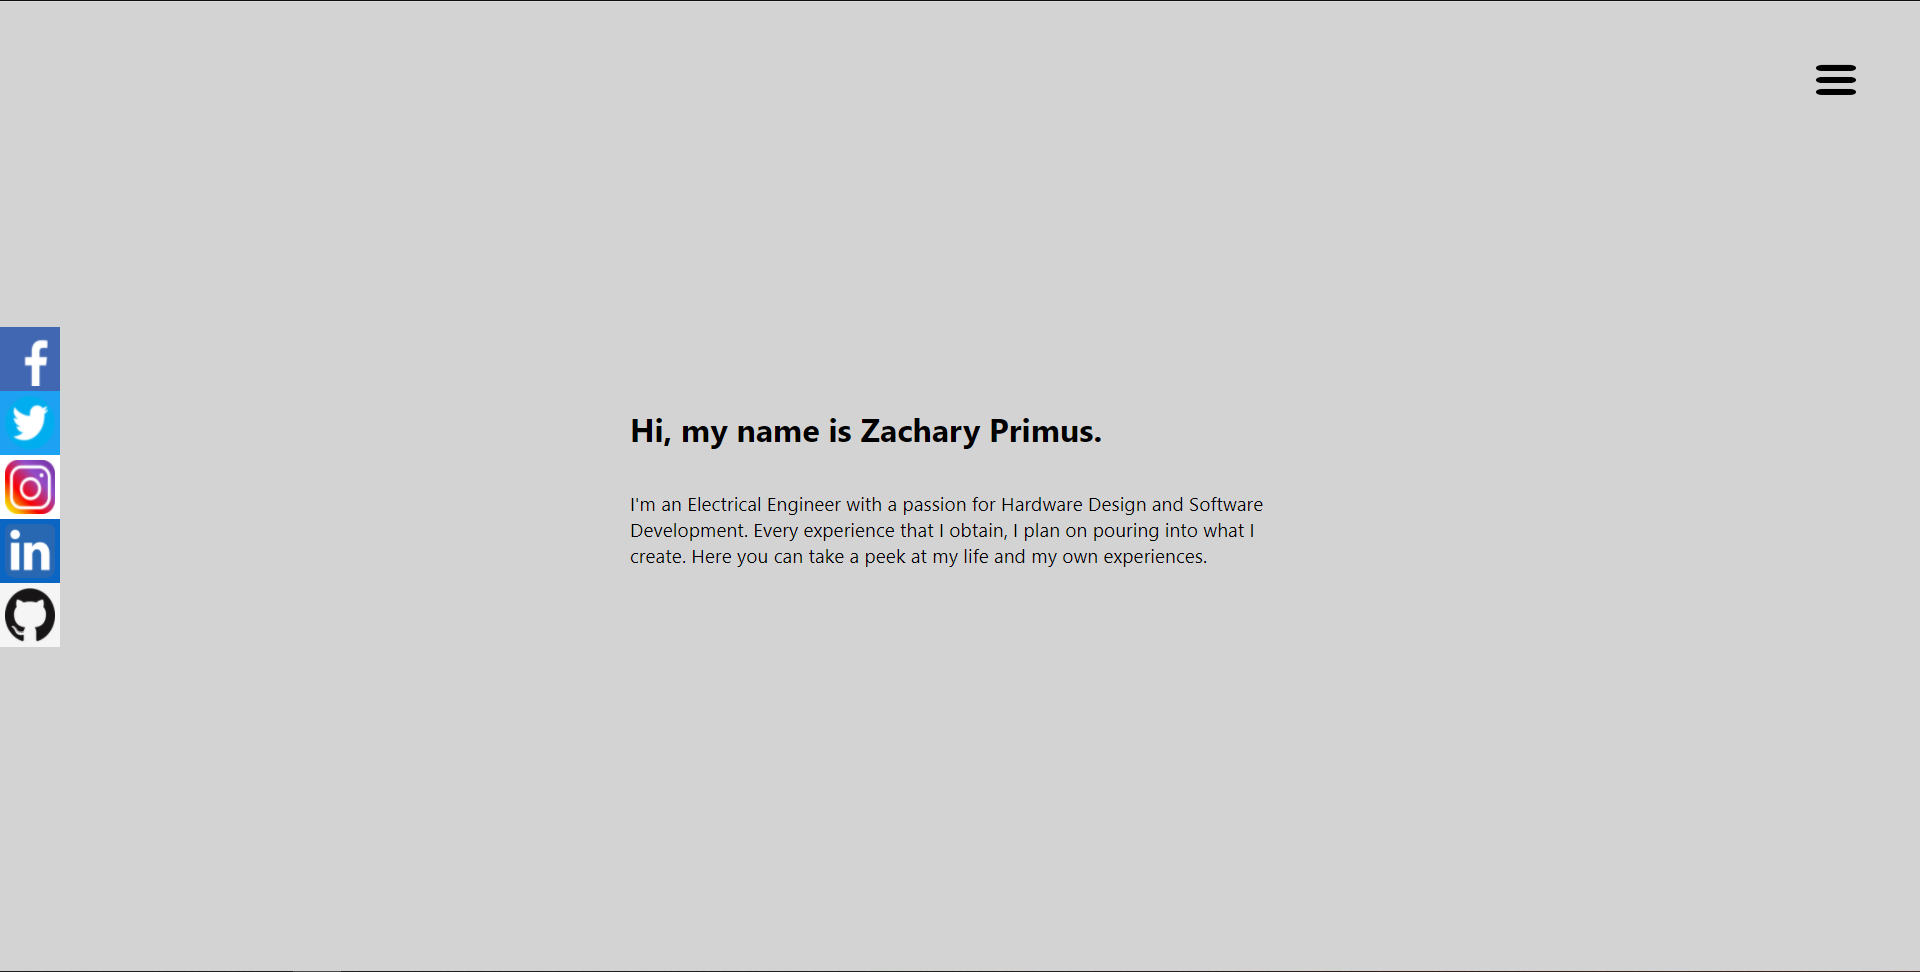 Hi, my name is Zachary Primus.
I'm an Electrical Engineer with a passion for Hardware Design and Software
Development. Every experience that I obtain, I plan on pouring into what I
create. Here you can take a peek at my life and my own experiences.
f
in